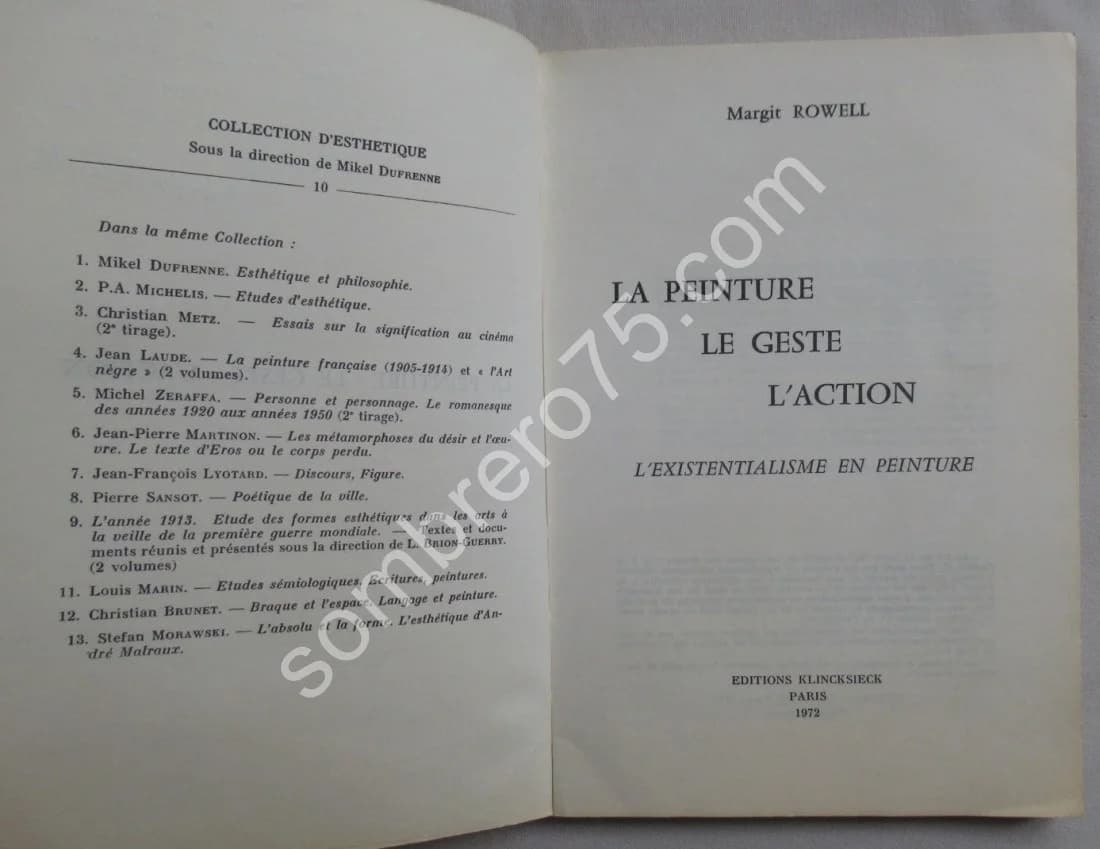 COLLECTION D'ESTHETIQUE
Sous la direction de Mikel DUFRENNE
10
Dans la même Collection :
1. Mikel DUFRENNE. Esthétique et philosophie.
2. P.A. MICHELIS. — Etudes d'esthétique.
3. Christian METZ. — Essais sur la signification au cinéma
(2e tirage).
4. Jean LAUDE. — La peinture française (1905-1914) et « l'Art
nègre » (2 volumes).
5. Michel ZERAFFA. — Personne et personnage. Le romanesque
des années 1920 aux années 1950 (2e tirage).
6. Jean-Pierre MARTINON. — Les métamorphoses du désir et l'œu-
vre. Le texte d'Eros ou le corps perdu.
7. Jean-François LYOTARD. — Discours, Figure.
8. Pierre SANSOT. — Poétique de la ville.
9. L'année 1913. Etude des formes esthétiques dans les arts à
la veille de la première guerre mondiale. — Textes et docu-
ments réunis et présentés sous la direction de L. BRION-GUERRY.
(2 volumes)
11. Louis MARIN. — Etudes sémiologiques, Ecritures, peintures.
12. Christian BRUNET. — Braque et l'espace. Langage et peinture.
13. Stefan MORAWSKI. — L'absolu et la forme. L'esthétique d'An-
dré Malraux.
Margit ROWELL
LA PEINTURE
LE GESTE
L'ACTION
L'EXISTENTIALISME EN PEINTURE
EDITIONS KLINCKSIECK
PARIS
1972
sombrero75.com